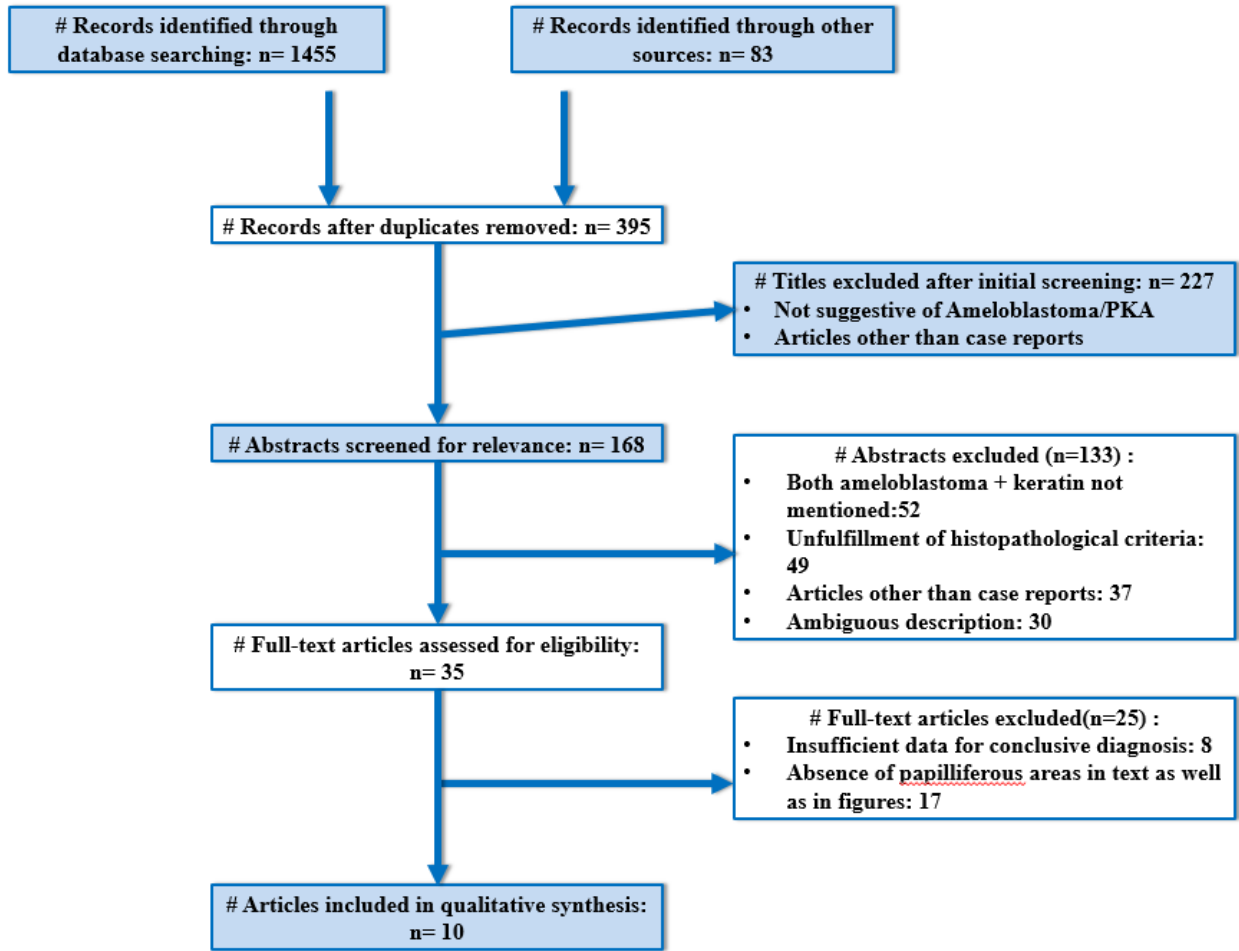 # Records identified through
database searching: n= 1455
# Records identified through other
sources: n= 83
# Records after duplicates removed: n= 395
# Titles excluded after initial screening: n= 227
• Not suggestive of Ameloblastoma/PKA
• Articles other than case reports
# Abstracts screened for relevance: n= 168
# Abstracts excluded (n=133) :
• Both ameloblastoma + keratin not
mentioned:52
• Unfulfillment of histopathological criteria:
49
• Articles other than case reports: 37
• Ambiguous description: 30
# Full-text articles assessed for eligibility:
n= 35
# Full-text articles excluded(n=25) :
• Insufficient data for conclusive diagnosis: 8
• Absence of papilliferous areas in text as well
as in figures: 17
# Articles included in qualitative synthesis:
n= 10